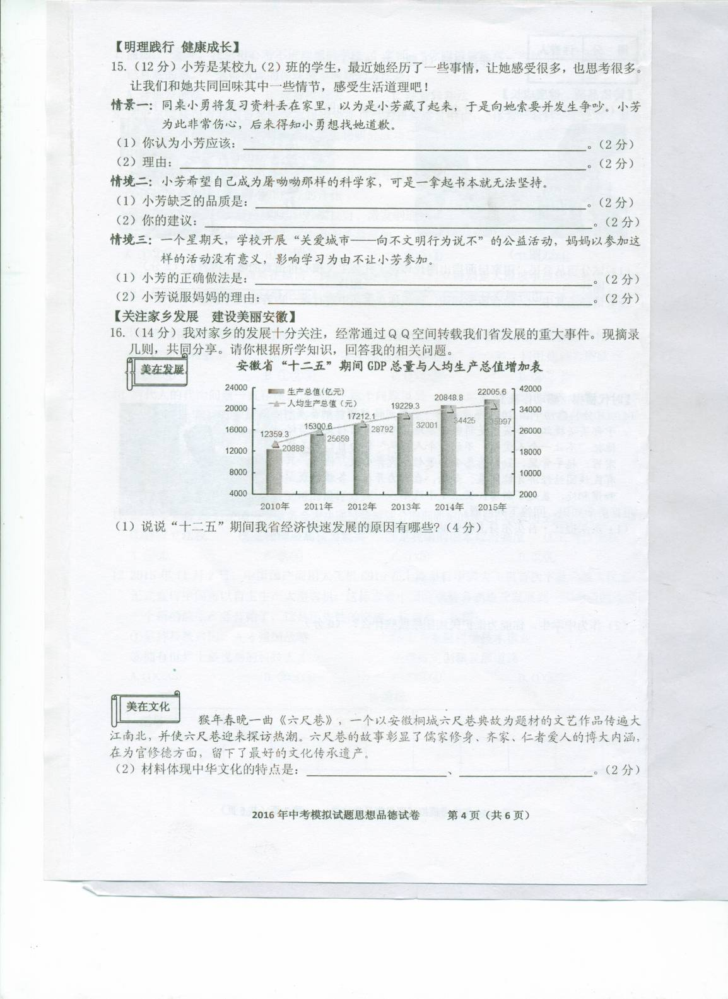 【明理践行 健康成长】
15.（12 分）小芳是某校九（2）班的学生，最近她经历了一些事情，让她感受很多，也思考很多。
让我们和她共同回味其中一些情节，感受生活道理吧！
情景一：同桌小勇将复习资料丢在家里，以为是小芳藏了起来，于是向她索要并发生争吵。小芳
为此非常伤心，后来得知小勇想找她道歉。
（1）你认为小芳应该：。（2 分）
（2）理由：。（2 分）
情境二：小芳希望自己成为屠呦呦那样的科学家，可是一拿起书本就无法坚持。
（1）小芳缺乏的品质是：。（2 分）
（2）你的建议：。（2 分）
情境三：一个星期天，学校开展“关爱城市——向不文明行为说不”的公益活动，妈妈以参加这
样的活动没有意义，影响学习为由不让小芳参加。
（1）小芳的正确做法是：。（2 分）
（2）小芳说服妈妈的理由：。（2 分）
【关注家乡发展 建设美丽安徽】
16.（14 分）我对家乡的发展十分关注，经常通过ＱＱ空间转载我们省发展的重大事件。现摘录
几则，共同分享。请你根据所学知识，回答我的相关问题。
美在发展
安徽省“十二五”期间 GDP 总量与人均生产总值增加表
24000 20000 16000 12000 8000 4000
生产总值(亿元)
人均生产总值（元）
12359.3 15300.6 17212.1 19229.3 20848.8 22005.6
20888 25659 28792 32001 34425 35997
42000 34000 26000 18000 10000 2000
2010年 2011年 2012年 2013年 2014年 2015年
（1）说说“十二五”期间我省经济快速发展的原因有哪些?（4 分）
美在文化
猴年春晚一曲《六尺巷》，一个以安徽桐城六尺巷典故为题材的文艺作品传遍大
江南北，并使六尺巷迎来探访热潮。六尺巷的故事彰显了儒家修身、齐家、仁者爱人的博大内涵，
在为官修德方面，留下了最好的文化传承遗产。
（2）材料体现中华文化的特点是：、。（2 分）
2016 年中考模拟试题思想品德试卷 第 4 页（共 6 页）